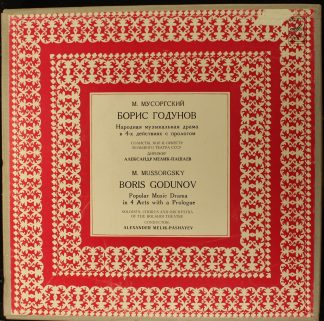 М. МУСОРГСКИЙ
БОРИС ГОДУНОВ
Народная музыкальная драма
в 4-х действиях с прологом
СОЛИСТЫ, ХОР И ОРКЕСТР
БОЛЬШОГО ТЕАТРА СССР
ДИРИЖЕР
АЛЕКСАНДР МЕЛИК-ПАШАЕВ
M. MUSSORGSKY
BORIS GODUNOV
Popular Music Drama
in 4 Acts with a Prologue
SOLOISTS, CHORUS AND ORCHESTRA
OF THE BOLSHOI THEATRE
CONDUCTOR
ALEXANDER MELIK-PASHAYEV